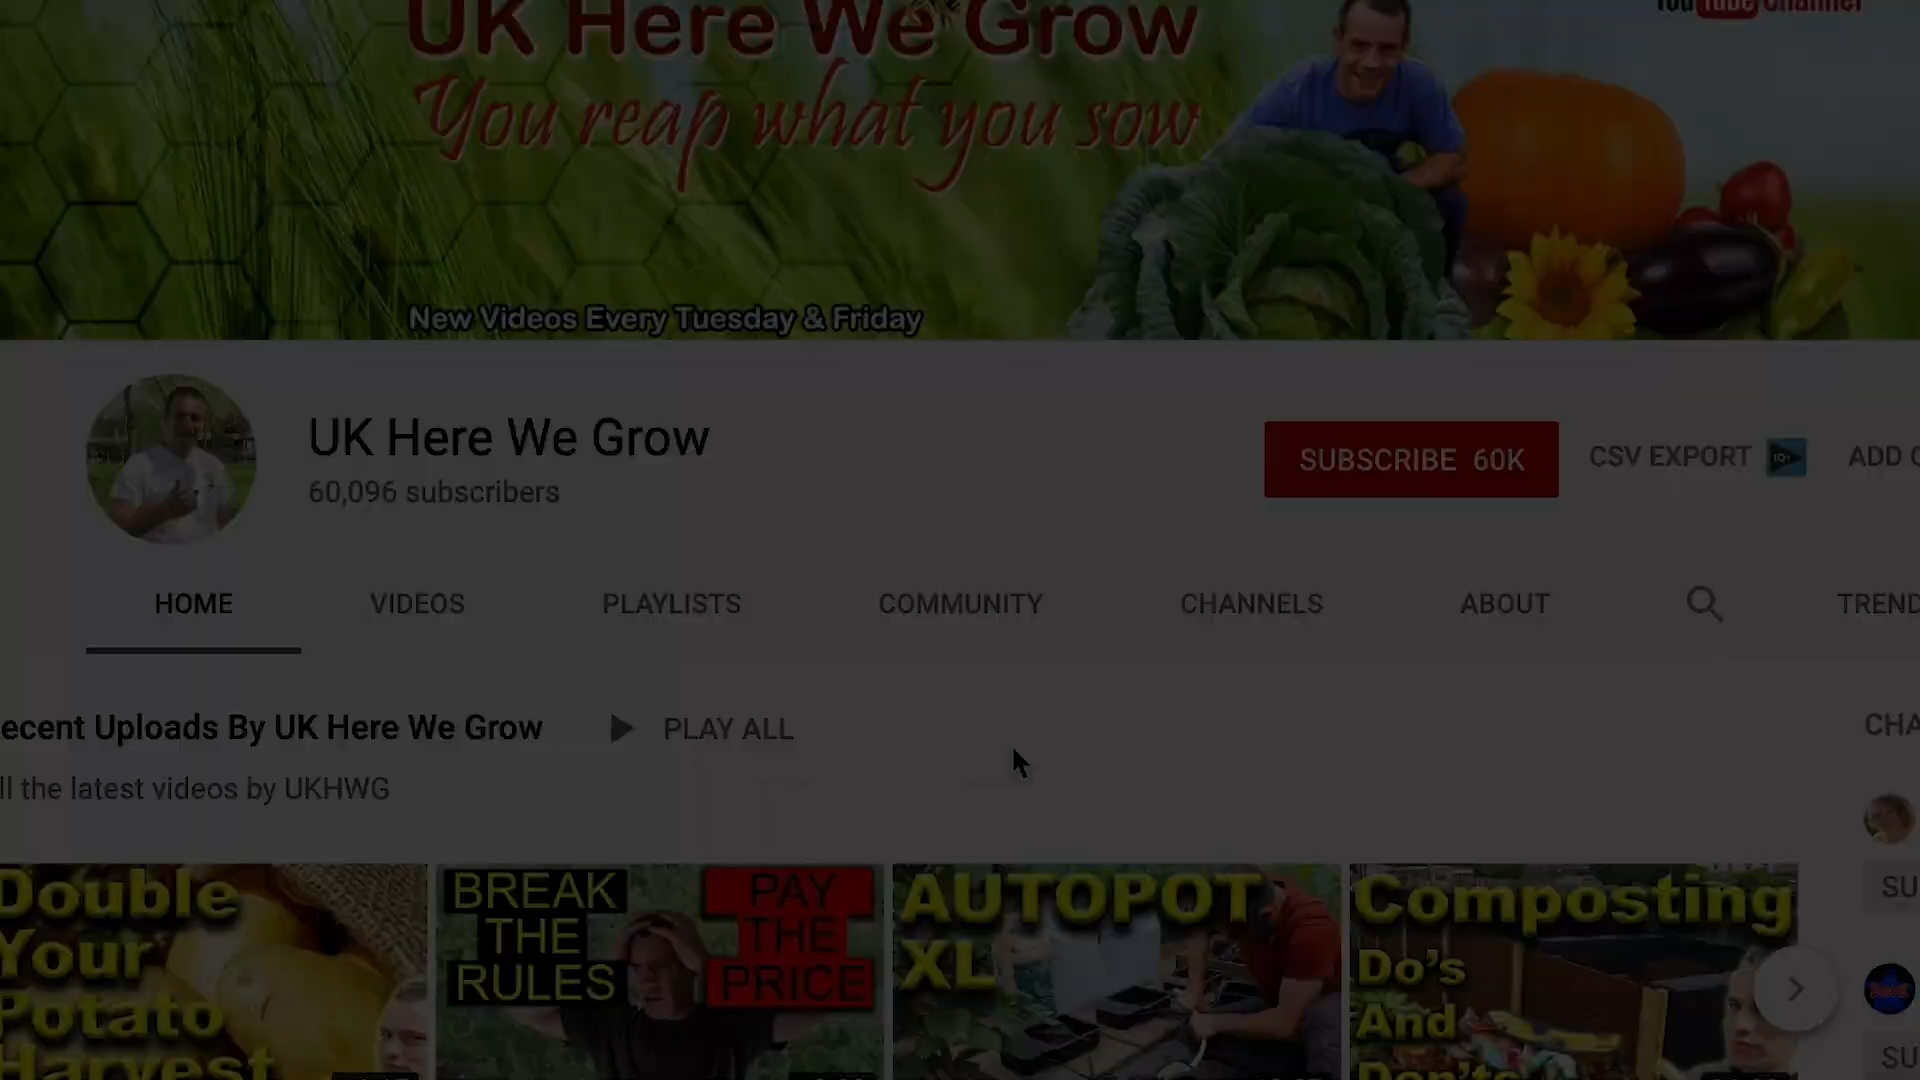 UK Here We Grow
YouTube Channel
You reap what you sow
New Videos Every Tuesday & Friday
UK Here We Grow
60,096 subscribers
SUBSCRIBE 60K
CSV EXPORT
ADD
HOME
VIDEOS
PLAYLISTS
COMMUNITY
CHANNELS
ABOUT
TREND
ecent Uploads By UK Here We Grow
PLAY ALL
CHA
ll the latest videos by UKHWG
Double
Your
Potato
Harvest
BREAK
THE
RULES
PAY
THE
PRICE
AUTOPOT
XL
Composting
Do's
And
Don'ts
SU
SU